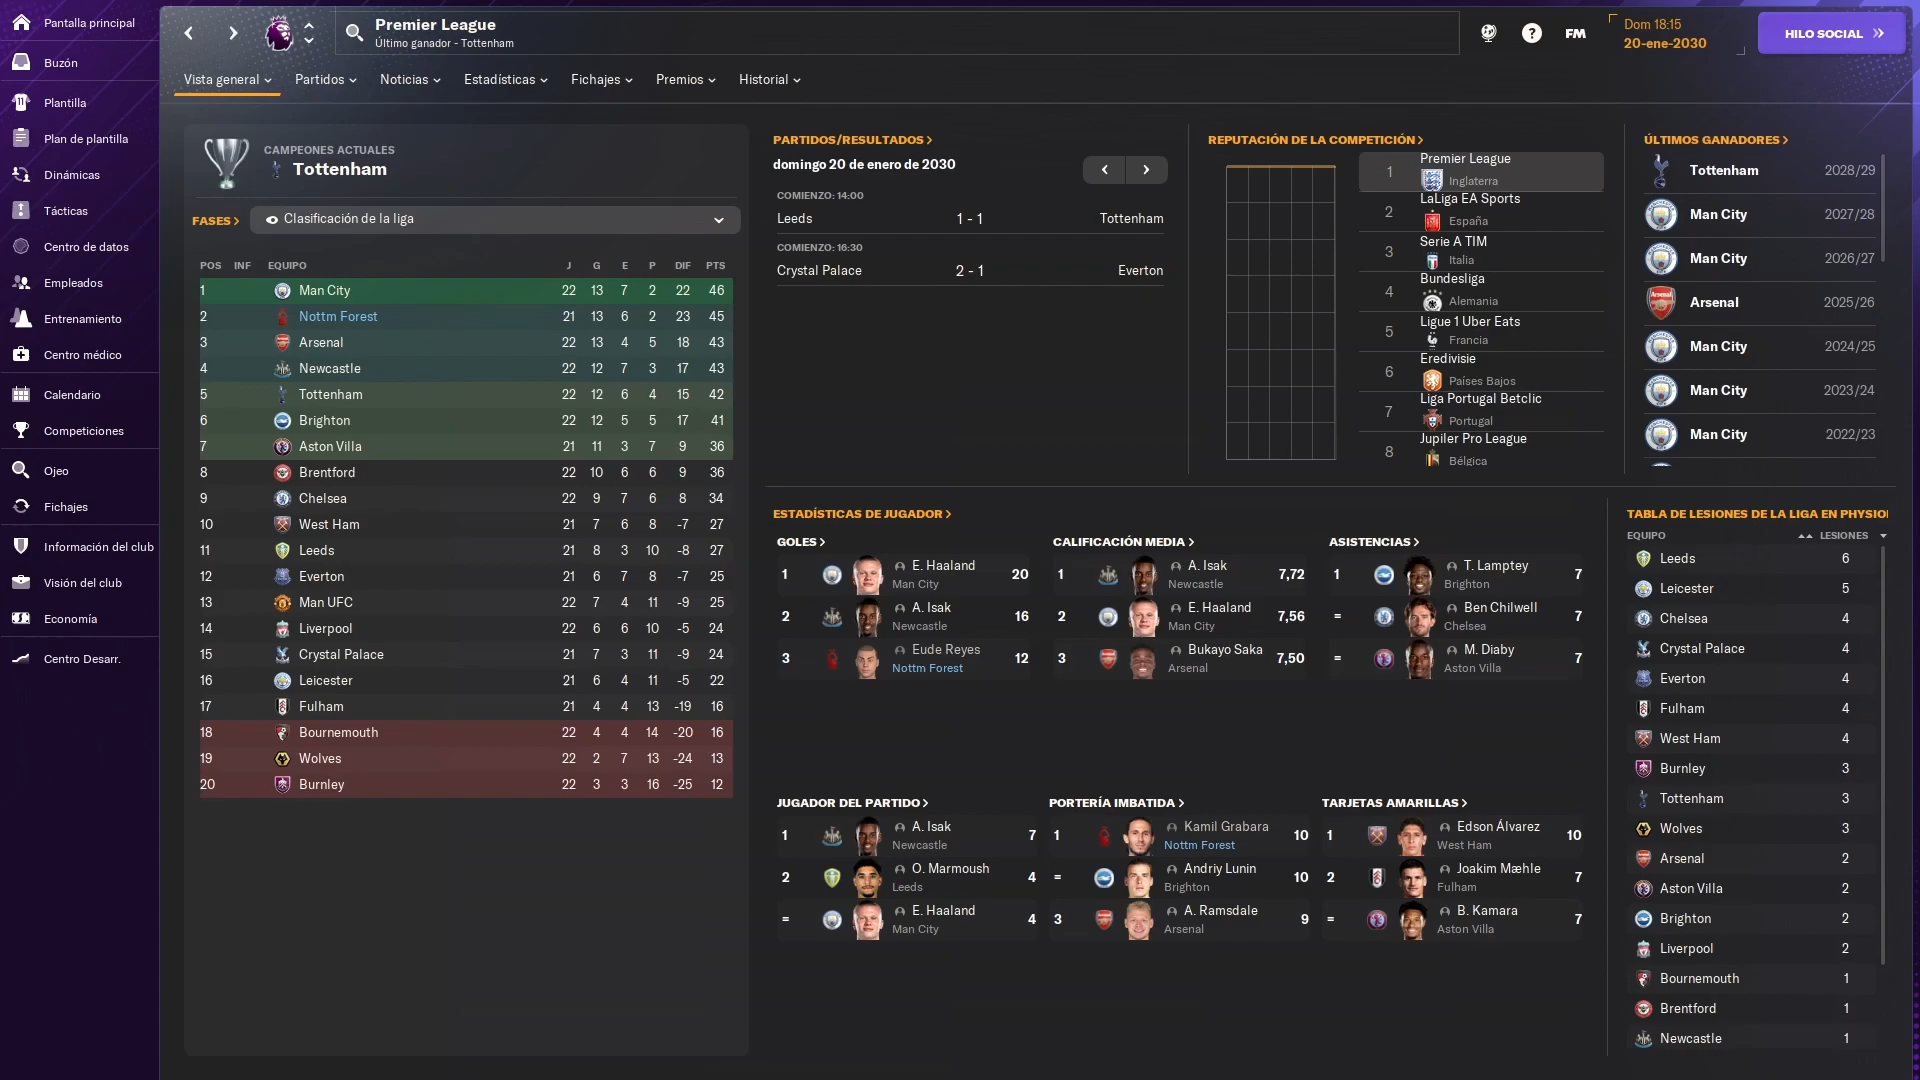 Pantalla principal
Buzón
Plantilla
Plan de plantilla
Dinámicas
Tácticas
Centro de datos
Empleados
Entrenamiento
Centro médico
Calendario
Competiciones
Ojeo
Fichajes
Información del club
Visión del club
Economía
Centro Desarr.
Premier League
Último ganador - Tottenham
FM
Dom 18:15
20-ene-2030
HILO SOCIAL
Vista general Partidos Noticias Estadísticas Fichajes Premios Historial
CAMPEONES ACTUALES
Tottenham
FASES
Clasificación de la liga
POS INF EQUIPO J G E P DIF PTS
1 Man City 22 13 7 2 22 46
2 Nottm Forest 21 13 6 2 23 45
3 Arsenal 22 13 4 5 18 43
4 Newcastle 22 12 7 3 17 43
5 Tottenham 22 12 6 4 15 42
6 Brighton 22 12 5 5 17 41
7 Aston Villa 21 11 3 7 9 36
8 Brentford 22 10 6 6 9 36
9 Chelsea 22 9 7 6 8 34
10 West Ham 21 7 6 8 -7 27
11 Leeds 21 8 3 10 -8 27
12 Everton 21 6 7 8 -7 25
13 Man UFC 22 7 4 11 -9 25
14 Liverpool 22 6 6 10 -5 24
15 Crystal Palace 21 7 3 11 -9 24
16 Leicester 21 6 4 11 -5 22
17 Fulham 21 4 4 13 -19 16
18 Bournemouth 22 4 4 14 -20 16
19 Wolves 22 2 7 13 -24 13
20 Burnley 22 3 3 16 -25 12
PARTIDOS/RESULTADOS
domingo 20 de enero de 2030
COMIENZO: 14:00
Leeds 1 - 1 Tottenham
COMIENZO: 16:30
Crystal Palace 2 - 1 Everton
REPUTACIÓN DE LA COMPETICIÓN
1 Premier League
Inglaterra
2 LaLiga EA Sports
España
3 Serie A TIM
Italia
4 Bundesliga
Alemania
5 Ligue 1 Uber Eats
Francia
6 Eredivisie
Países Bajos
7 Liga Portugal Betclic
Portugal
8 Jupiler Pro League
Bélgica
ÚLTIMOS GANADORES
Tottenham 2028/29
Man City 2027/28
Man City 2026/27
Arsenal 2025/26
Man City 2024/25
Man City 2023/24
Man City 2022/23
ESTADÍSTICAS DE JUGADOR
GOLES
1 E. Haaland 20
Man City
2 A. Isak 16
Newcastle
3 Eude Reyes 12
Nottm Forest
CALIFICACIÓN MEDIA
1 A. Isak 7,72
Newcastle
2 E. Haaland 7,56
Man City
3 Bukayo Saka 7,50
Arsenal
ASISTENCIAS
1 T. Lamptey 7
Brighton
= Ben Chilwell 7
Chelsea
= M. Diaby 7
Aston Villa
JUGADOR DEL PARTIDO
1 A. Isak 7
Newcastle
2 O. Marmoush 4
Leeds
= E. Haaland 4
Man City
PORTERÍA IMBATIDA
1 Kamil Grabara 10
Nottm Forest
= Andriy Lunin 10
Brighton
3 A. Ramsdale 9
Arsenal
TARJETAS AMARILLAS
1 Edson Álvarez 10
West Ham
2 Joakim Mæhle 7
Fulham
= B. Kamara 7
Aston Villa
TABLA DE LESIONES DE LA LIGA EN PHYSIO
EQUIPO LESIONES
Leeds 6
Leicester 5
Chelsea 4
Crystal Palace 4
Everton 4
Fulham 4
West Ham 4
Burnley 3
Tottenham 3
Wolves 3
Arsenal 2
Aston Villa 2
Brighton 2
Liverpool 2
Bournemouth 1
Brentford 1
Newcastle 1